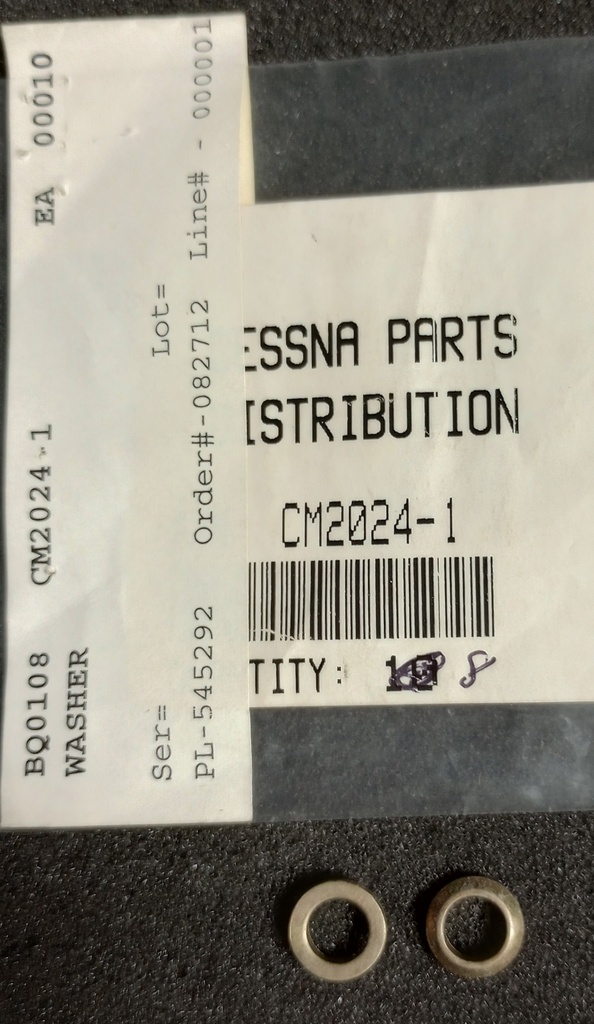 BQ0108 CM2024-1 EA 00010
WASHER
Ser= Lot=
PL-545292 Order#-082712 Line# - 000001
ESSNA PARTS
ISTRIBUTION
CM2024-1
TITY: 8